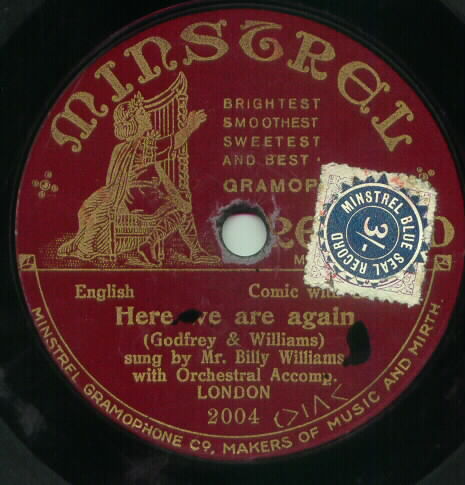 MINSTREL
BRIGHTEST
SMOOTHEST
SWEETEST
AND BEST
GRAMOP
MINSTREL BLUE SEAL RECORD
3/-
English Comic with
Here we are again
(Godfrey & Williams)
sung by Mr. Billy Williams
with Orchestral Accomp.
LONDON
2004
MINSTREL GRAMOPHONE CO, MAKERS OF MUSIC AND MIRTH.